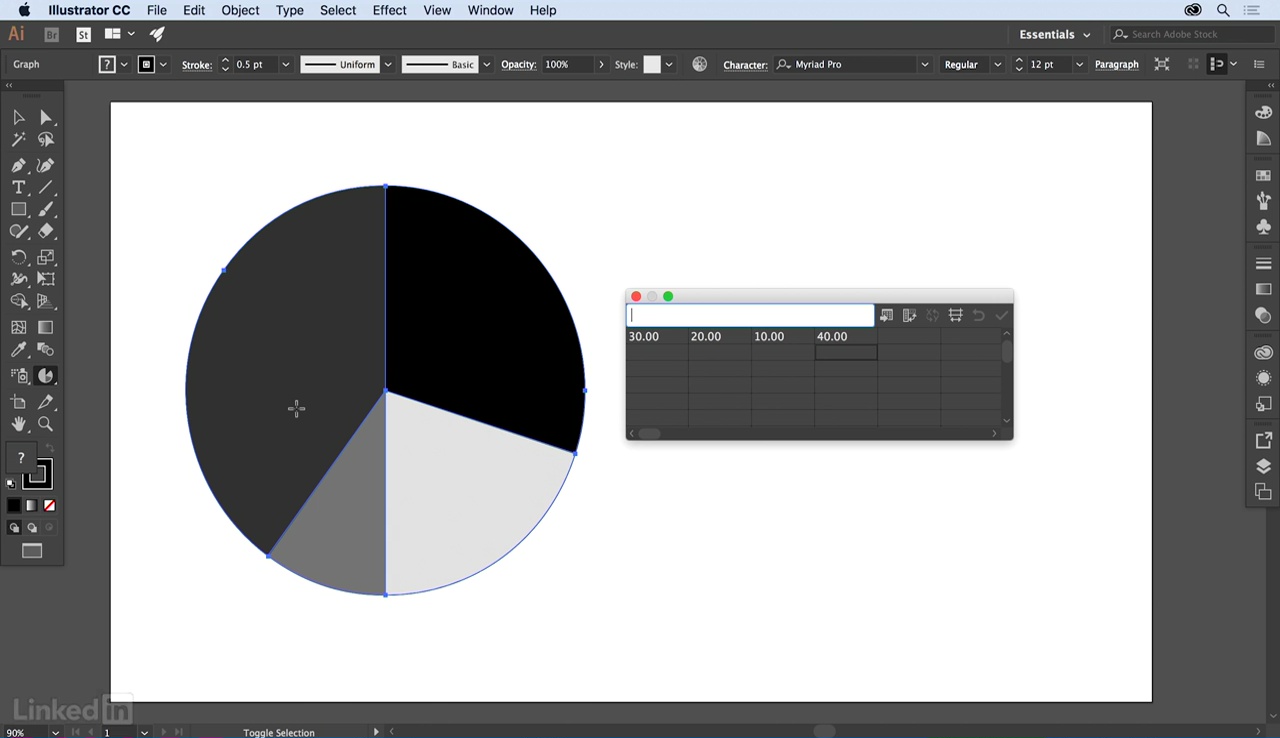 Illustrator CC File Edit Object Type Select Effect View Window Help
Ai Br St Essentials Search Adobe Stock
Graph ? Stroke: 0.5 pt Uniform Basic Opacity: 100% Style: Character: Myriad Pro Regular 12 pt Paragraph
30.00 20.00 10.00 40.00
T
?
Linked in
90% 1 Toggle Selection